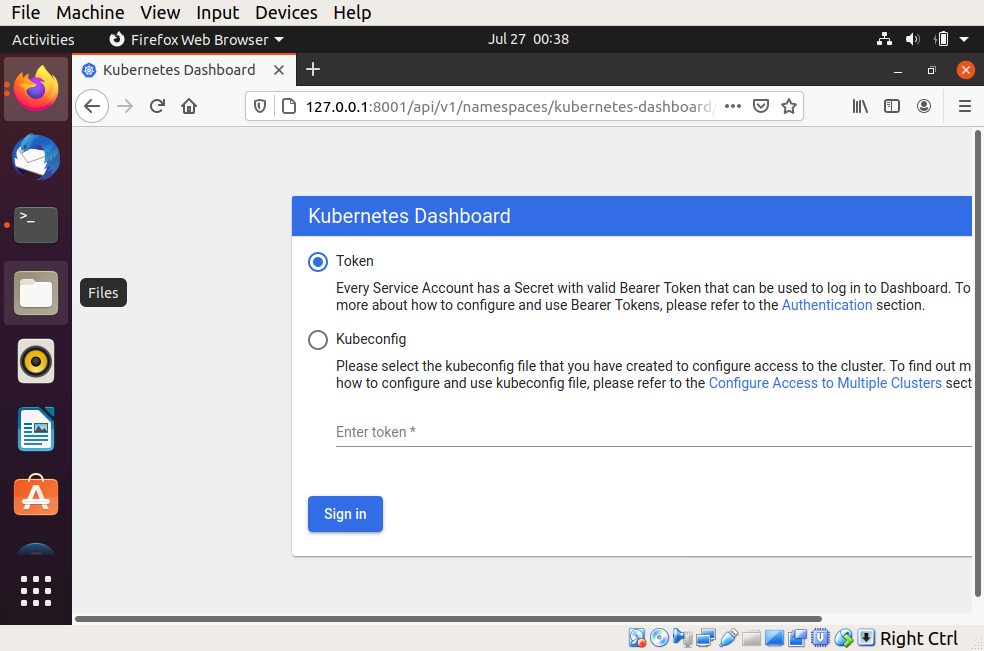 File Machine View Input Devices Help
Activities Firefox Web Browser Jul 27 00:38
Kubernetes Dashboard
127.0.0.1:8001/api/v1/namespaces/kubernetes-dashboard/
Kubernetes Dashboard
Token
Every Service Account has a Secret with valid Bearer Token that can be used to log in to Dashboard. To
more about how to configure and use Bearer Tokens, please refer to the Authentication section.
Files
Kubeconfig
Please select the kubeconfig file that you have created to configure access to the cluster. To find out m
how to configure and use kubeconfig file, please refer to the Configure Access to Multiple Clusters sect
Enter token *
Sign in
Right Ctrl